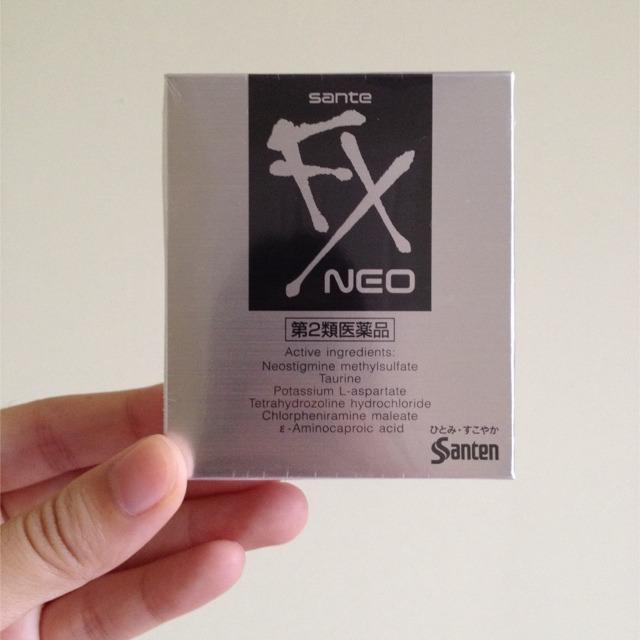 sante
FX
NEO
第2類医薬品
Active ingredients:
Neostigmine methylsulfate
Taurine
Potassium L-aspartate
Tetrahydrozoline hydrochloride
Chlorpheniramine maleate
ε-Aminocaproic acid
ひとみ・すこやか
Santen